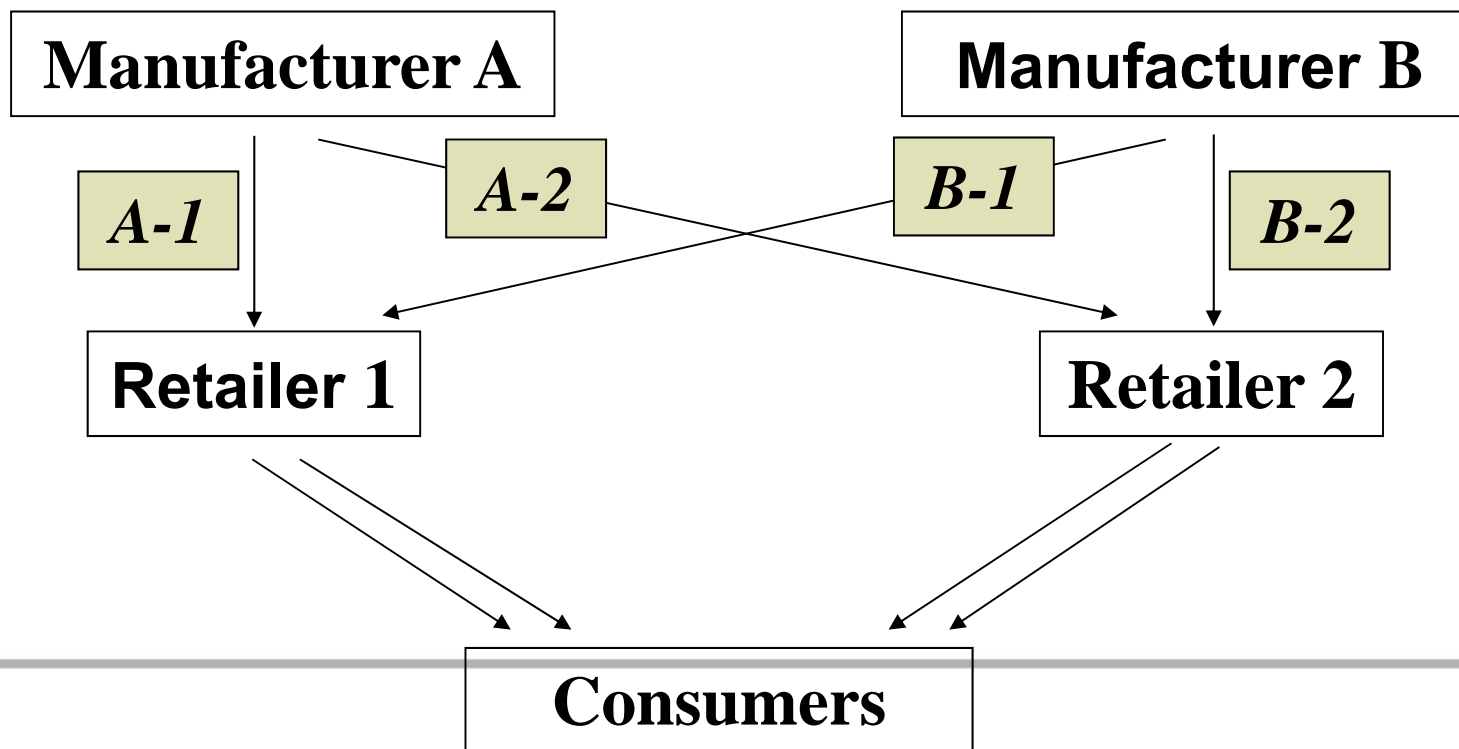 Manufacturer A
Manufacturer B
A-1
A-2
B-1
B-2
Retailer 1
Retailer 2
Consumers